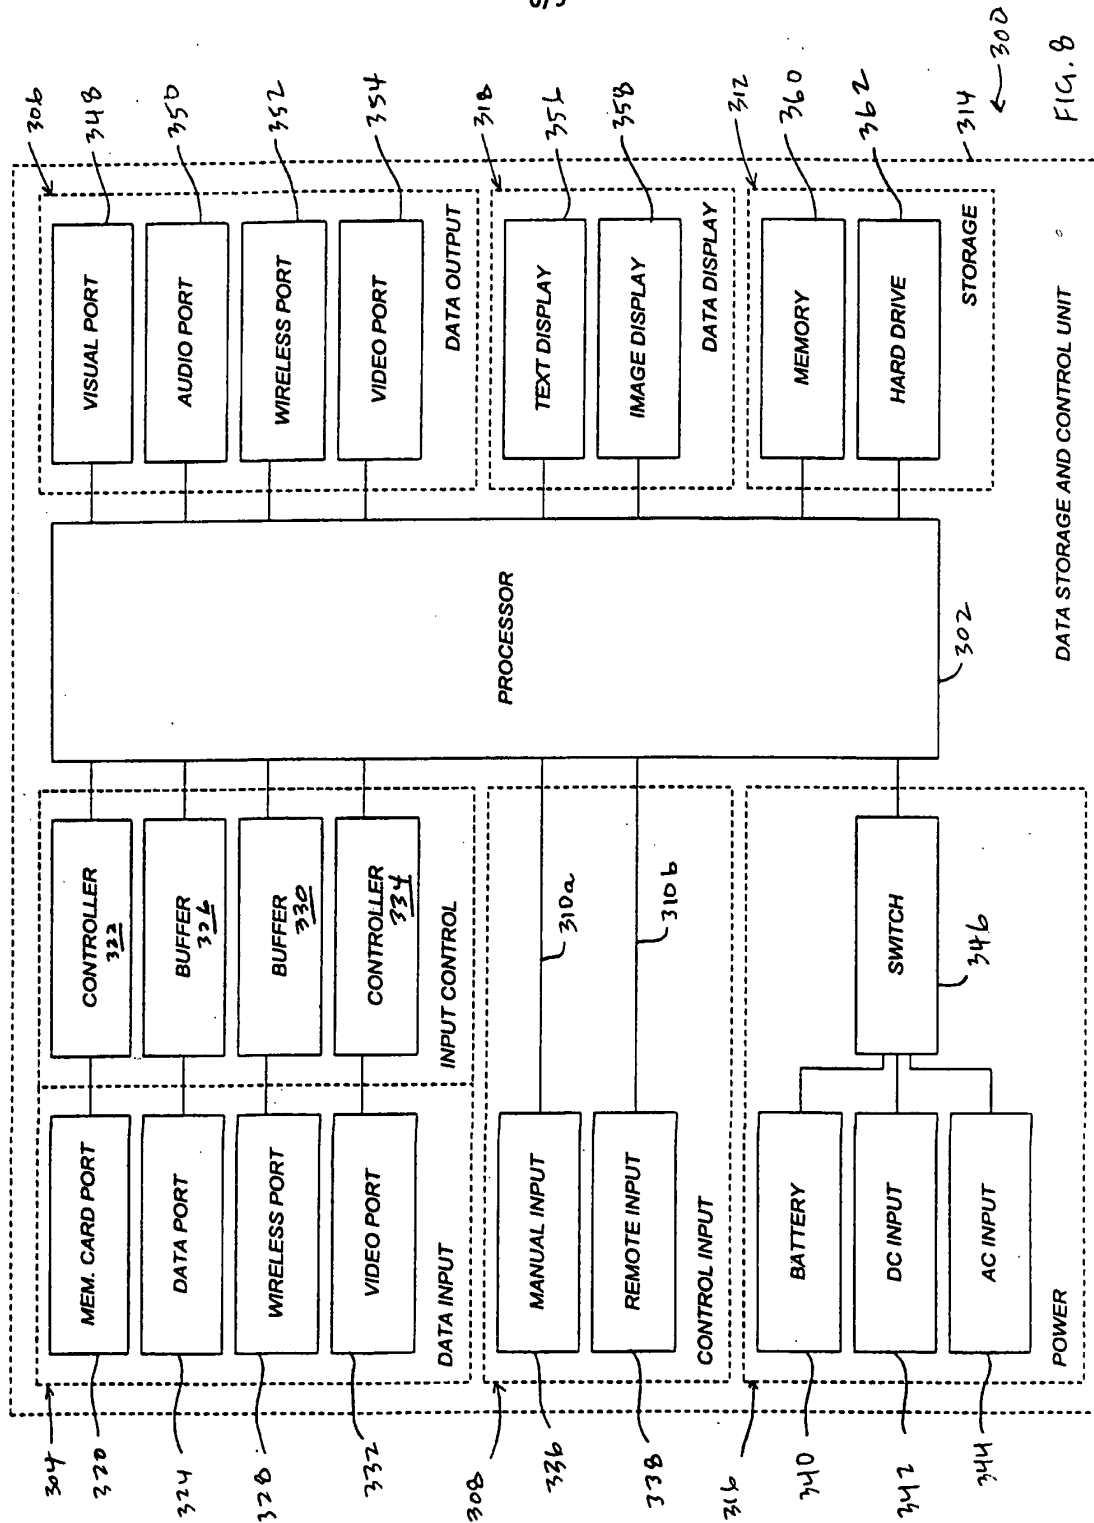 304
320
324
328
332
MEM. CARD PORT
CONTROLLER
322
DATA PORT
BUFFER
326
WIRELESS PORT
BUFFER
330
VIDEO PORT
CONTROLLER
334
DATA INPUT
INPUT CONTROL
308
336
338
MANUAL INPUT
310a
REMOTE INPUT
310b
CONTROL INPUT
316
340
342
344
BATTERY
DC INPUT
AC INPUT
SWITCH
346
POWER
PROCESSOR
302
306
VISUAL PORT
348
AUDIO PORT
350
WIRELESS PORT
352
VIDEO PORT
354
DATA OUTPUT
318
TEXT DISPLAY
356
IMAGE DISPLAY
358
DATA DISPLAY
312
MEMORY
360
HARD DRIVE
362
STORAGE
314
DATA STORAGE AND CONTROL UNIT
300
FIG. 8